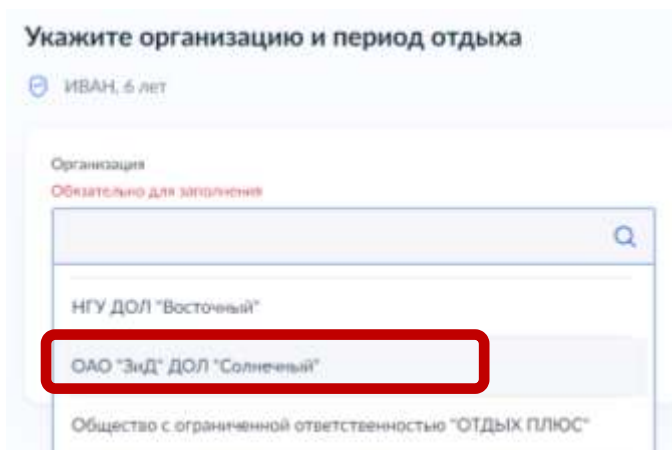 Укажите организацию и период отдыха
ИВАН, 6 лет
Организация
Обязательно для заполнения
НГУ ДОЛ "Восточный"
ОАО "ЗиД" ДОЛ "Солнечный"
Общество с ограниченной ответственностью "ОТДЫХ ПЛЮС"